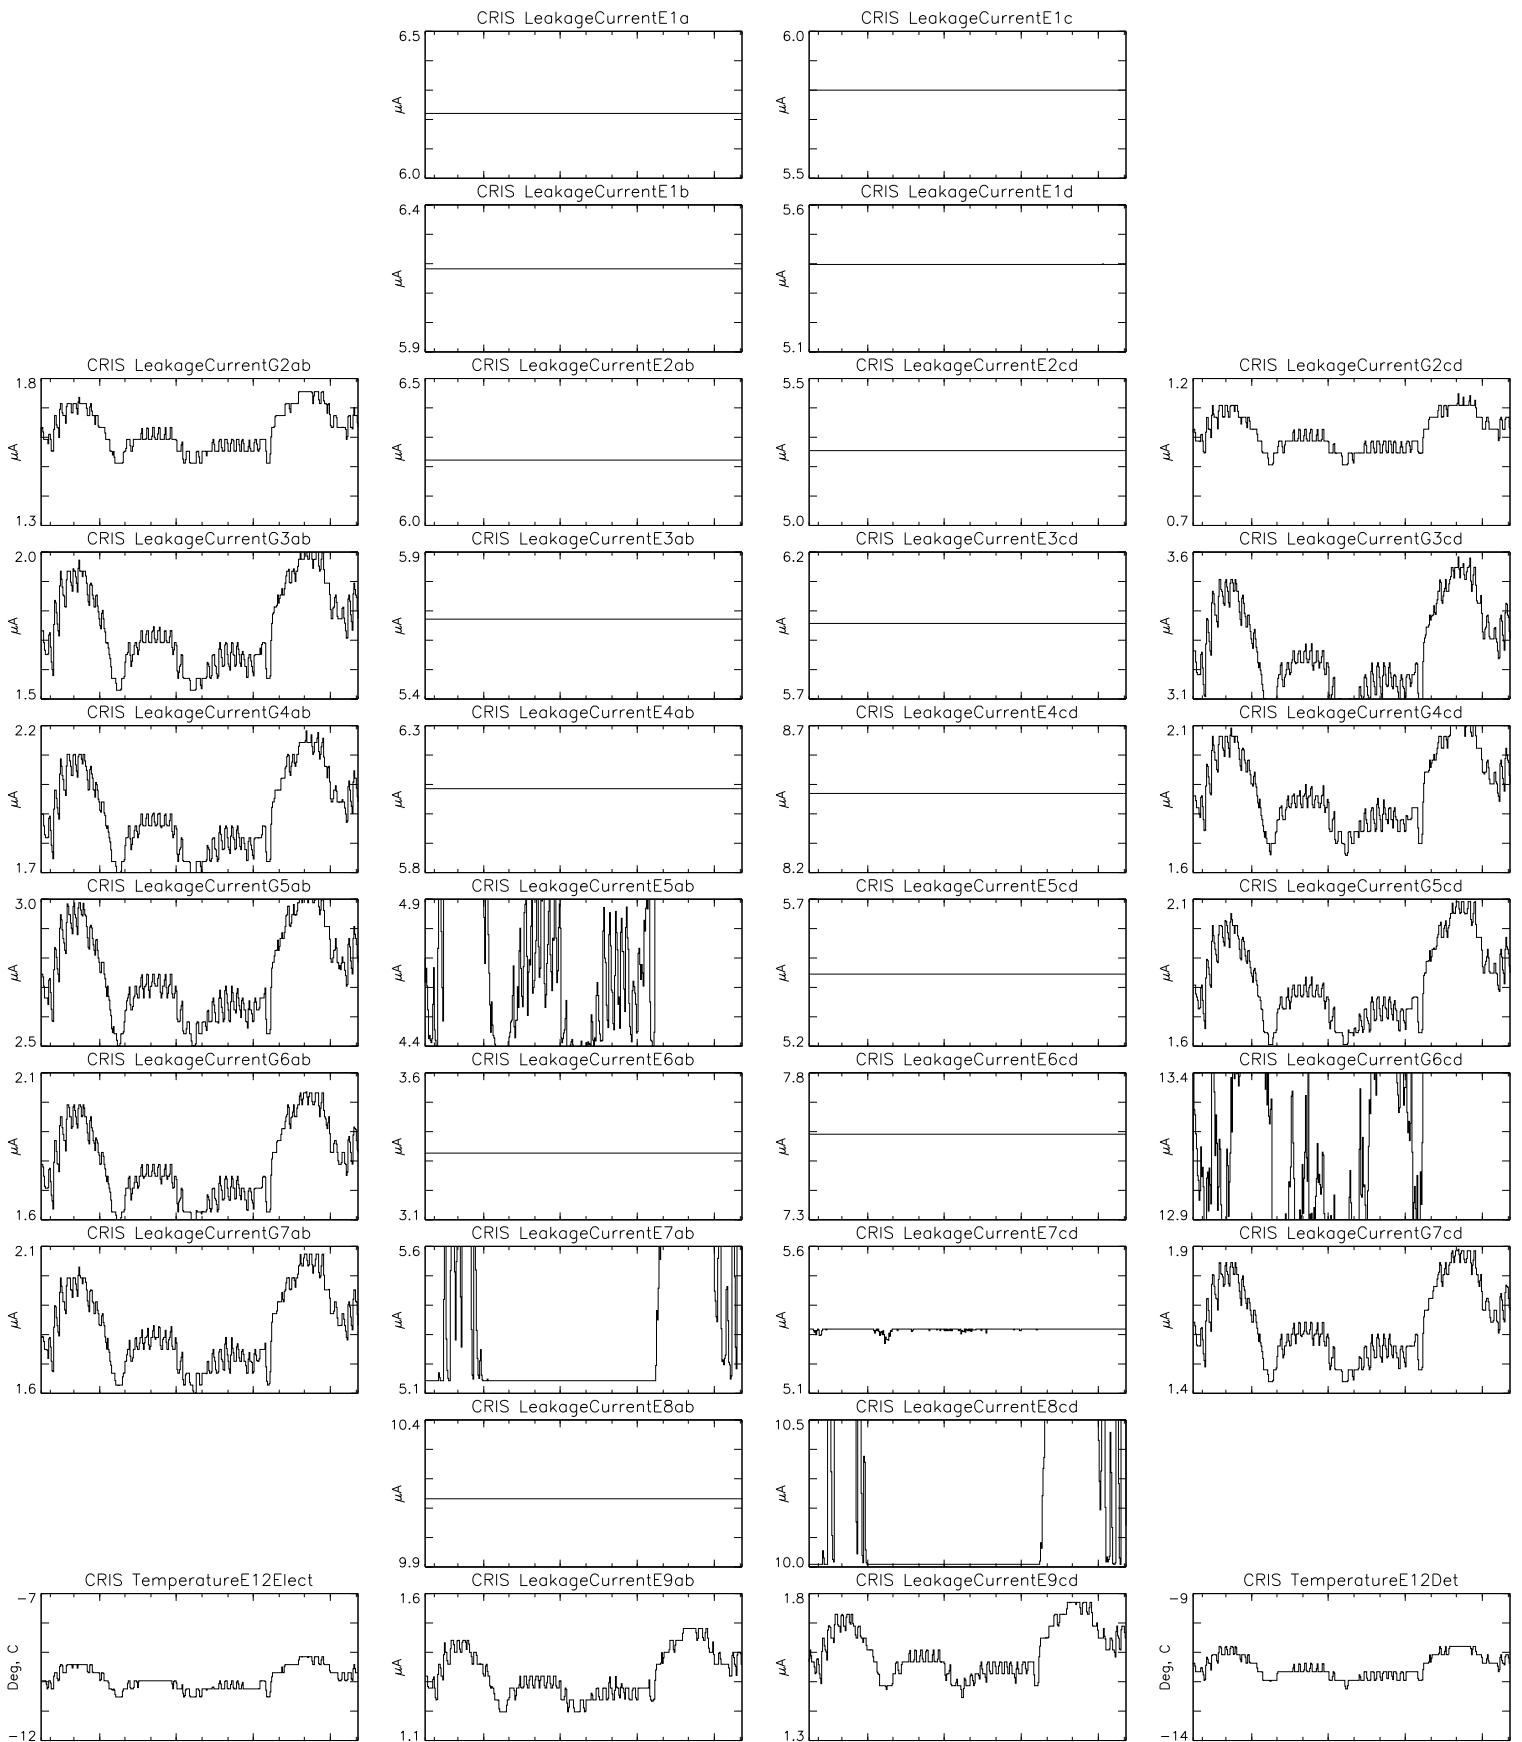 CRIS LeakageCurrentE1a
CRIS LeakageCurrentE1c
6.5
μA
6.0
6.0
μA
5.5
CRIS LeakageCurrentE1b
CRIS LeakageCurrentE1d
6.4
μA
5.9
5.6
μA
5.1
CRIS LeakageCurrentG2ab
CRIS LeakageCurrentE2ab
CRIS LeakageCurrentE2cd
CRIS LeakageCurrentG2cd
1.8
μA
1.3
6.5
μA
6.0
5.5
μA
5.0
1.2
μA
0.7
CRIS LeakageCurrentG3ab
CRIS LeakageCurrentE3ab
CRIS LeakageCurrentE3cd
CRIS LeakageCurrentG3cd
2.0
μA
1.5
5.9
μA
5.4
6.2
μA
5.7
3.6
μA
3.1
CRIS LeakageCurrentG4ab
CRIS LeakageCurrentE4ab
CRIS LeakageCurrentE4cd
CRIS LeakageCurrentG4cd
2.2
μA
1.7
6.3
μA
5.8
8.7
μA
8.2
2.1
μA
1.6
CRIS LeakageCurrentG5ab
CRIS LeakageCurrentE5ab
CRIS LeakageCurrentE5cd
CRIS LeakageCurrentG5cd
3.0
μA
2.5
4.9
μA
4.4
5.7
μA
5.2
2.1
μA
1.6
CRIS LeakageCurrentG6ab
CRIS LeakageCurrentE6ab
CRIS LeakageCurrentE6cd
CRIS LeakageCurrentG6cd
2.1
μA
1.6
3.6
μA
3.1
7.8
μA
7.3
13.4
μA
12.9
CRIS LeakageCurrentG7ab
CRIS LeakageCurrentE7ab
CRIS LeakageCurrentE7cd
CRIS LeakageCurrentG7cd
2.1
μA
1.6
5.6
μA
5.1
5.6
μA
5.1
1.9
μA
1.4
CRIS LeakageCurrentE8ab
CRIS LeakageCurrentE8cd
10.4
μA
9.9
10.5
μA
10.0
CRIS TemperatureE12Elect
CRIS LeakageCurrentE9ab
CRIS LeakageCurrentE9cd
CRIS TemperatureE12Det
-7
Deg, C
-12
1.6
μA
1.1
1.8
μA
1.3
-9
Deg, C
-14